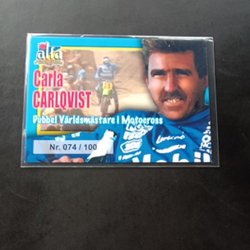 alfa
Carla
CARLQVIST
Dubbel Världsmästare I Motocross
Nr. 074 / 100